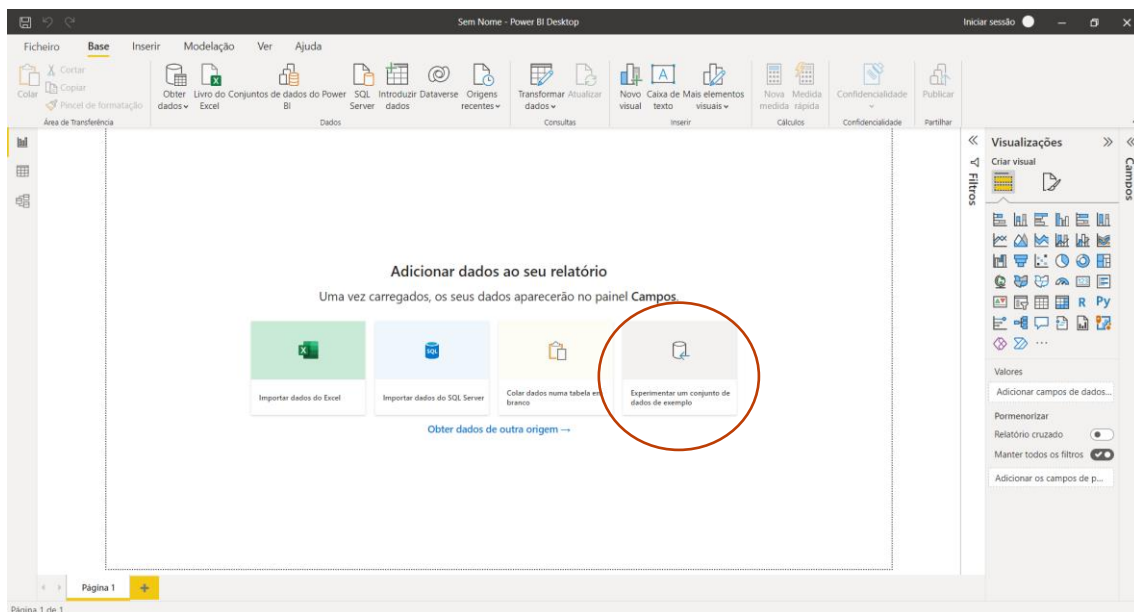 Sem Nome - Power BI Desktop
Iniciar sessão
Ficheiro Base Inserir Modelação Ver Ajuda
Colar
Cortar
Copiar
Pincel de formatação
Área de Transferência
Obter dados
Livro do Excel
Conjuntos de dados do Power BI
SQL Server
Introduzir dados
Dataverse
Origens recentes
Dados
Transformar dados
Atualizar
Consultas
Novo visual
Caixa de texto
Mais elementos visuais
Inserir
Nova medida
Medida rápida
Cálculos
Confidencialidade
Confidencialidade
Publicar
Partilhar
Filtros
Visualizações
Criar visual
Campos
R Py
Valores
Adicionar campos de dados...
Pormenorizar
Relatório cruzado
Manter todos os filtros
Adicionar os campos de p...
Adicionar dados ao seu relatório
Uma vez carregados, os seus dados aparecerão no painel Campos.
SQL
Importar dados do Excel
Importar dados do SQL Server
Colar dados numa tabela em
branco
Experimentar um conjunto de
dados de exemplo
Obter dados de outra origem →
Página 1
Página 1 de 1